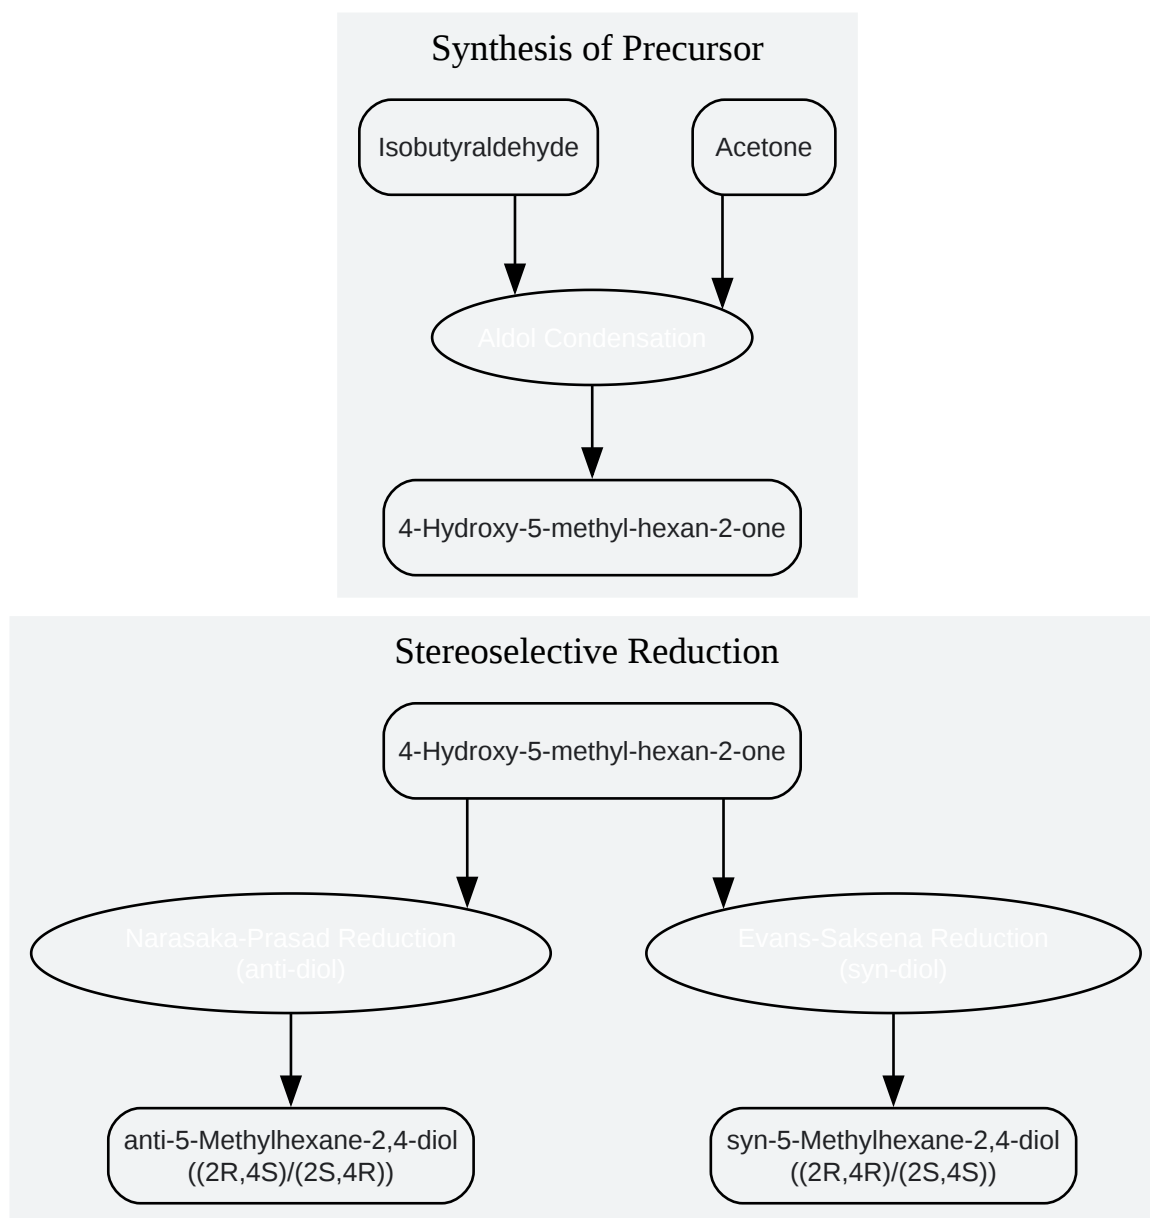 Synthesis of Precursor
Isobutyraldehyde
Acetone
Aldol Condensation
4-Hydroxy-5-methyl-hexan-2-one
Stereoselective Reduction
4-Hydroxy-5-methyl-hexan-2-one
Narasaka-Prasad Reduction
(anti-diol)
Evans-Saksena Reduction
(syn-diol)
anti-5-Methylhexane-2,4-diol
((2R,4S)/(2S,4R))
syn-5-Methylhexane-2,4-diol
((2R,4R)/(2S,4S))